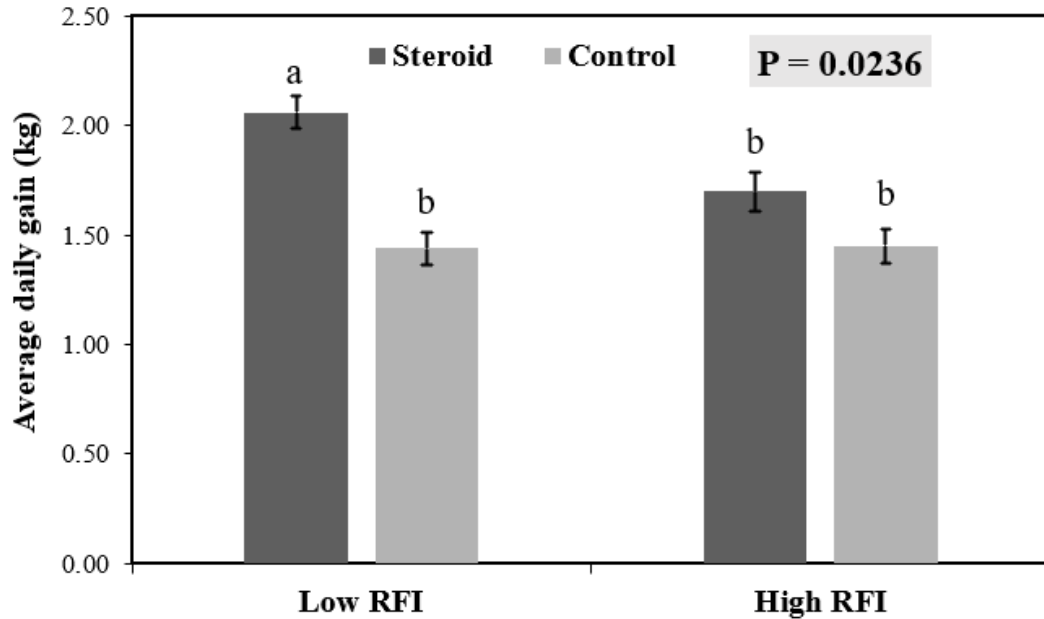 2.50
2.00
1.50
1.00
0.50
0.00
Average daily gain (kg)
Steroid Control
P = 0.0236
a
b
b
b
Low RFI High RFI